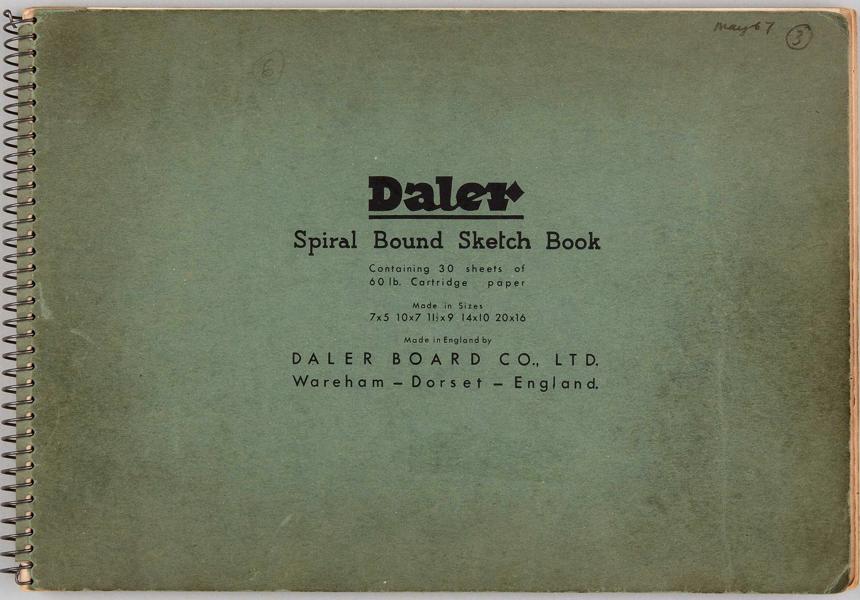 May 67 3
6
Daler
Spiral Bound Sketch Book
Containing 30 sheets of
60 lb. Cartridge paper
Made in Sizes
7x5 10x7 11½x9 14x10 20x16
Made in England by
DALER BOARD CO., LTD.
Wareham – Dorset – England.